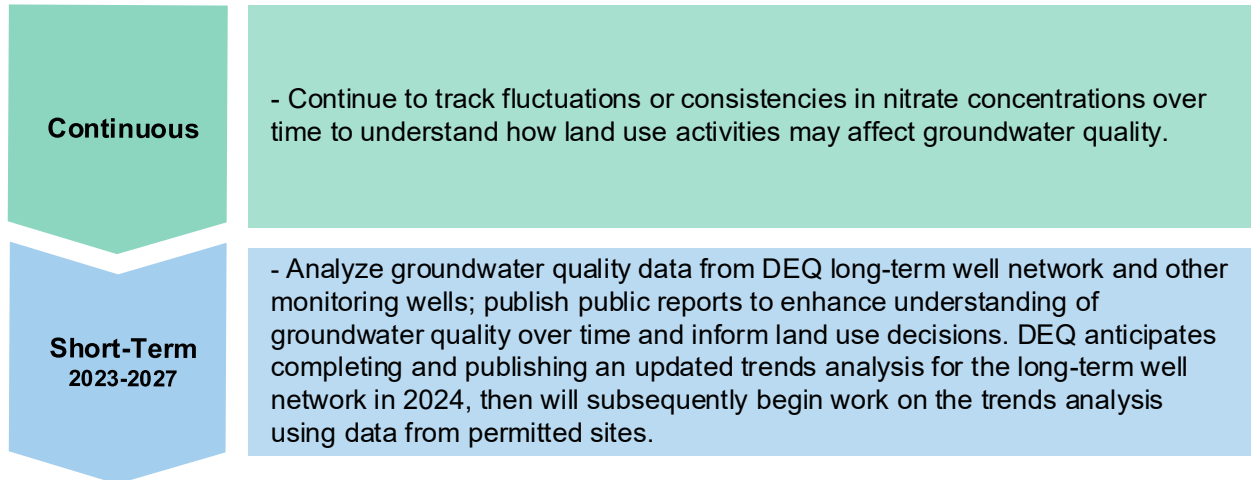 Continuous
- Continue to track fluctuations or consistencies in nitrate concentrations over
time to understand how land use activities may affect groundwater quality.
Short-Term
2023-2027
- Analyze groundwater quality data from DEQ long-term well network and other
monitoring wells; publish public reports to enhance understanding of
groundwater quality over time and inform land use decisions. DEQ anticipates
completing and publishing an updated trends analysis for the long-term well
network in 2024, then will subsequently begin work on the trends analysis
using data from permitted sites.